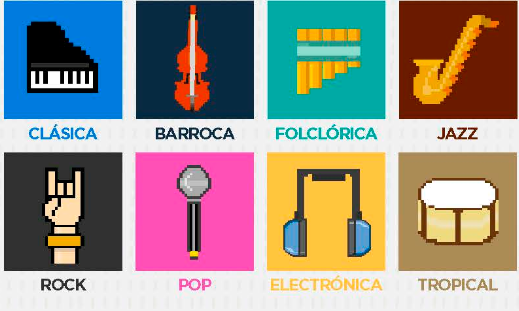 CLÁSICA
BARROCA
FOLCLÓRICA
JAZZ
ROCK
POP
ELECTRÓNICA
TROPICAL